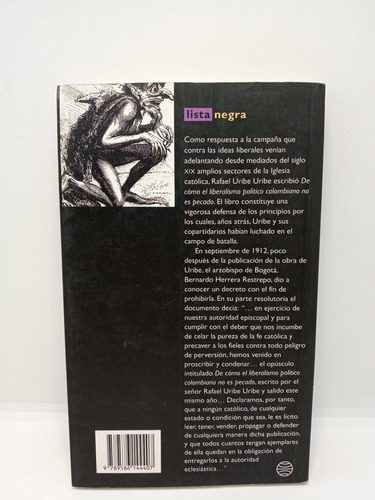 lista negra
Como respuesta a la campaña que
contra las ideas liberales venían
adelantando desde mediados del siglo
XIX amplios sectores de la Iglesia
católica, Rafael Uribe Uribe escribió De
cómo el liberalismo político colombiano no
es pecado. El libro constituye una
vigorosa defensa de los principios por
los cuales, años atrás, Uribe y sus
copartidarios habían luchado en el
campo de batalla.
En septiembre de 1912, poco
después de la publicación de la obra de
Uribe, el arzobispo de Bogotá,
Bernardo Herrera Restrepo, dio a
conocer un decreto con el fin de
prohibirla. En su parte resolutoria el
documento decía: “... en ejercicio de
nuestra autoridad episcopal y para
cumplir con el deber que nos incumbe
de celar la pureza de la fe católica y
precaver a los fieles contra todo peligro
de perversión, hemos venido en
proscribir y condenar... el opúsculo
intitulado De cómo el liberalismo político
colombiano no es pecado, escrito por el
señor Rafael Uribe Uribe y salido este
mismo año... Declaramos, por tanto,
que a ningún católico, de cualquier
estado o condición que sea, le es lícito
leer, tener, vender, propagar o defender
de cualquiera manera dicha publicación,
y que todos cuantos tengan ejemplares
de ella quedan en la obligación de
entregarlos a la autoridad
eclesiástica...”
9 789586 144407